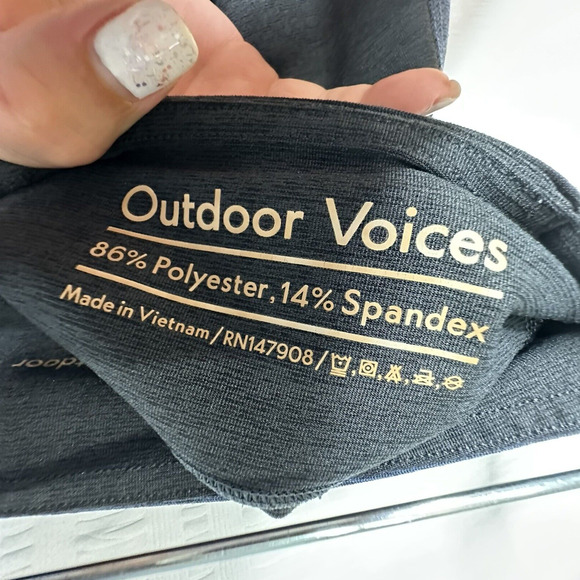 Outdoor Voices
86% Polyester, 14% Spandex
Made in Vietnam/RN147908/